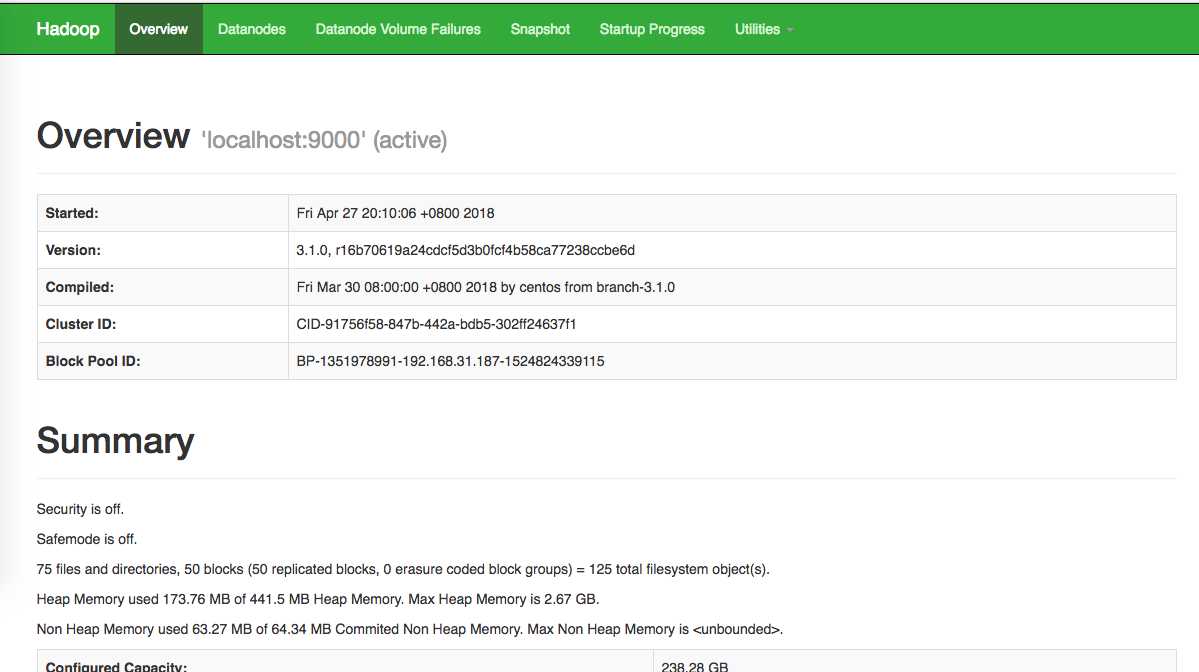 Hadoop Overview Datanodes Datanode Volume Failures Snapshot Startup Progress Utilities
Overview 'localhost:9000' (active)
Started: Fri Apr 27 20:10:06 +0800 2018
Version: 3.1.0, r16b70619a24cdcf5d3b0fcf4b58ca77238ccbe6d
Compiled: Fri Mar 30 08:00:00 +0800 2018 by centos from branch-3.1.0
Cluster ID: CID-91756f58-847b-442a-bdb5-302ff24637f1
Block Pool ID: BP-1351978991-192.168.31.187-1524824339115
Summary
Security is off.
Safemode is off.
75 files and directories, 50 blocks (50 replicated blocks, 0 erasure coded block groups) = 125 total filesystem object(s).
Heap Memory used 173.76 MB of 441.5 MB Heap Memory. Max Heap Memory is 2.67 GB.
Non Heap Memory used 63.27 MB of 64.34 MB Commited Non Heap Memory. Max Non Heap Memory is <unbounded>.
Configured Capacity: 238.28 GB